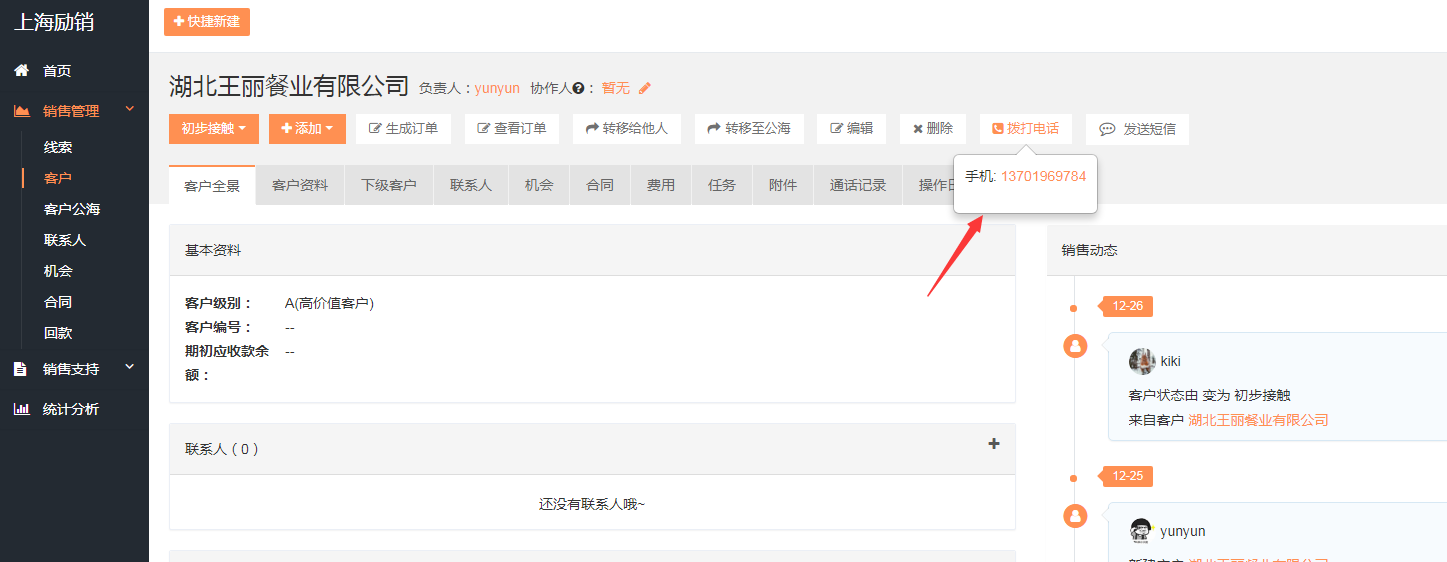 上海励销
快捷新建
首页
销售管理
线索
客户
客户公海
联系人
机会
合同
回款
销售支持
统计分析
湖北王丽餐业有限公司 负责人：yunyun 协作人： 暂无
初步接触 添加 生成订单 查看订单 转移给他人 转移至公海 编辑 删除 拨打电话 发送短信
手机: 13701969784
客户全景 客户资料 下级客户 联系人 机会 合同 费用 任务 附件 通话记录 操作
基本资料
客户级别： A(高价值客户)
客户编号： --
期初应收款余 --
额：
联系人（0）
还没有联系人哦~
销售动态
12-26
kiki
客户状态由 变为 初步接触
来自客户 湖北王丽餐业有限公司
12-25
yunyun